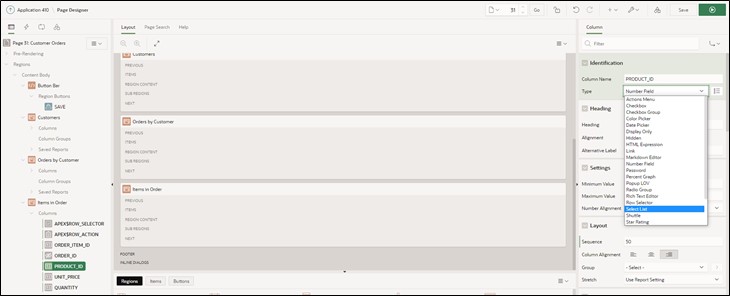 Application 410 \ Page Designer
31
Go
Save
Page 31: Customer Orders
Pre-Rendering
Regions
Content Body
Button Bar
Region Buttons
SAVE
Customers
Columns
Column Groups
Saved Reports
Orders by Customer
Columns
Column Groups
Saved Reports
Items in Order
Columns
APEX$ROW_SELECTOR
APEX$ROW_ACTION
ORDER_ITEM_ID
ORDER_ID
PRODUCT_ID
UNIT_PRICE
QUANTITY
Layout
Page Search
Help
Customers
PREVIOUS
ITEMS
REGION CONTENT
SUB REGIONS
NEXT
Orders by Customer
PREVIOUS
ITEMS
REGION CONTENT
SUB REGIONS
NEXT
Items in Order
PREVIOUS
ITEMS
REGION CONTENT
SUB REGIONS
NEXT
FOOTER
INLINE DIALOGS
Regions
Items
Buttons
Column
Filter
Identification
Column Name
PRODUCT_ID
Type
Number Field
Actions Menu
Checkbox
Checkbox Group
Color Picker
Date Picker
Display Only
Hidden
HTML Expression
Link
Markdown Editor
Number Field
Password
Percent Graph
Popup LOV
Radio Group
Rich Text Editor
Row Selector
Select List
Shuttle
Star Rating
Heading
Heading
Alignment
Alternative Label
Settings
Minimum Value
Maximum Value
Number Alignment
Layout
Sequence
50
Column Alignment
Group
- Select -
Stretch
Use Report Setting